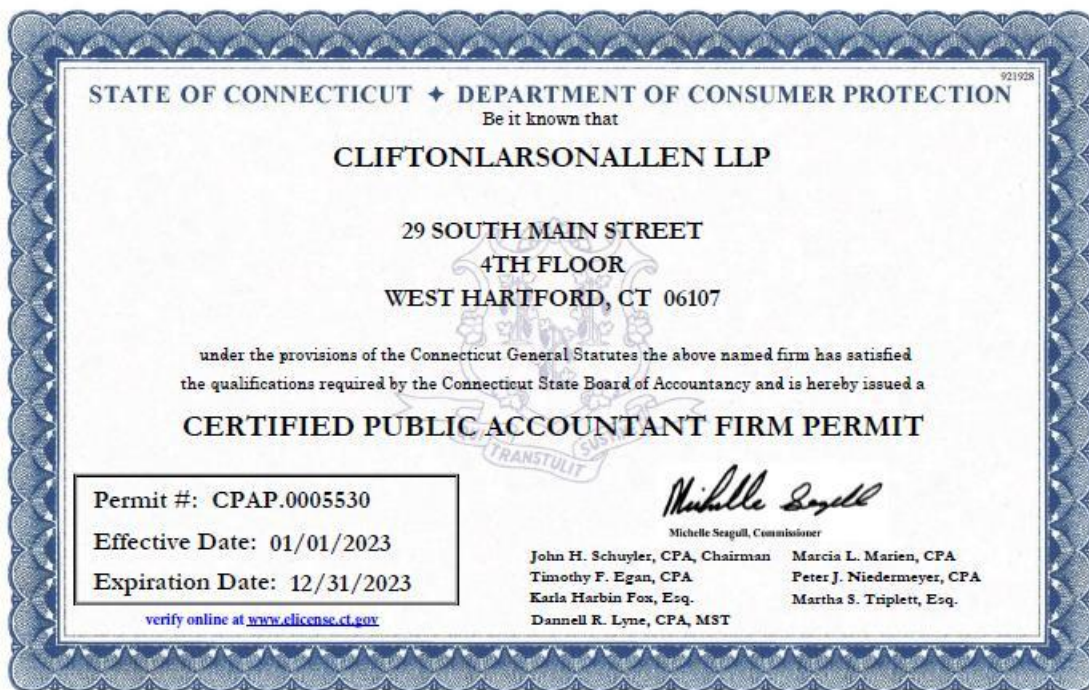 921928
STATE OF CONNECTICUT ✦ DEPARTMENT OF CONSUMER PROTECTION
Be it known that
CLIFTONLARSONALLEN LLP
29 SOUTH MAIN STREET
4TH FLOOR
WEST HARTFORD, CT 06107
under the provisions of the Connecticut General Statutes the above named firm has satisfied
the qualifications required by the Connecticut State Board of Accountancy and is hereby issued a
CERTIFIED PUBLIC ACCOUNTANT FIRM PERMIT
TRANSTULIT
Permit #: CPAP.0005530
Effective Date: 01/01/2023
Expiration Date: 12/31/2023
verify online at www.elicense.ct.gov
Michelle Seagull
Michelle Seagull, Commissioner
John H. Schuyler, CPA, Chairman
Timothy F. Egan, CPA
Karla Harbin Fox, Esq.
Dannell R. Lyne, CPA, MST
Marcia L. Marien, CPA
Peter J. Niedermeyer, CPA
Martha S. Triplett, Esq.